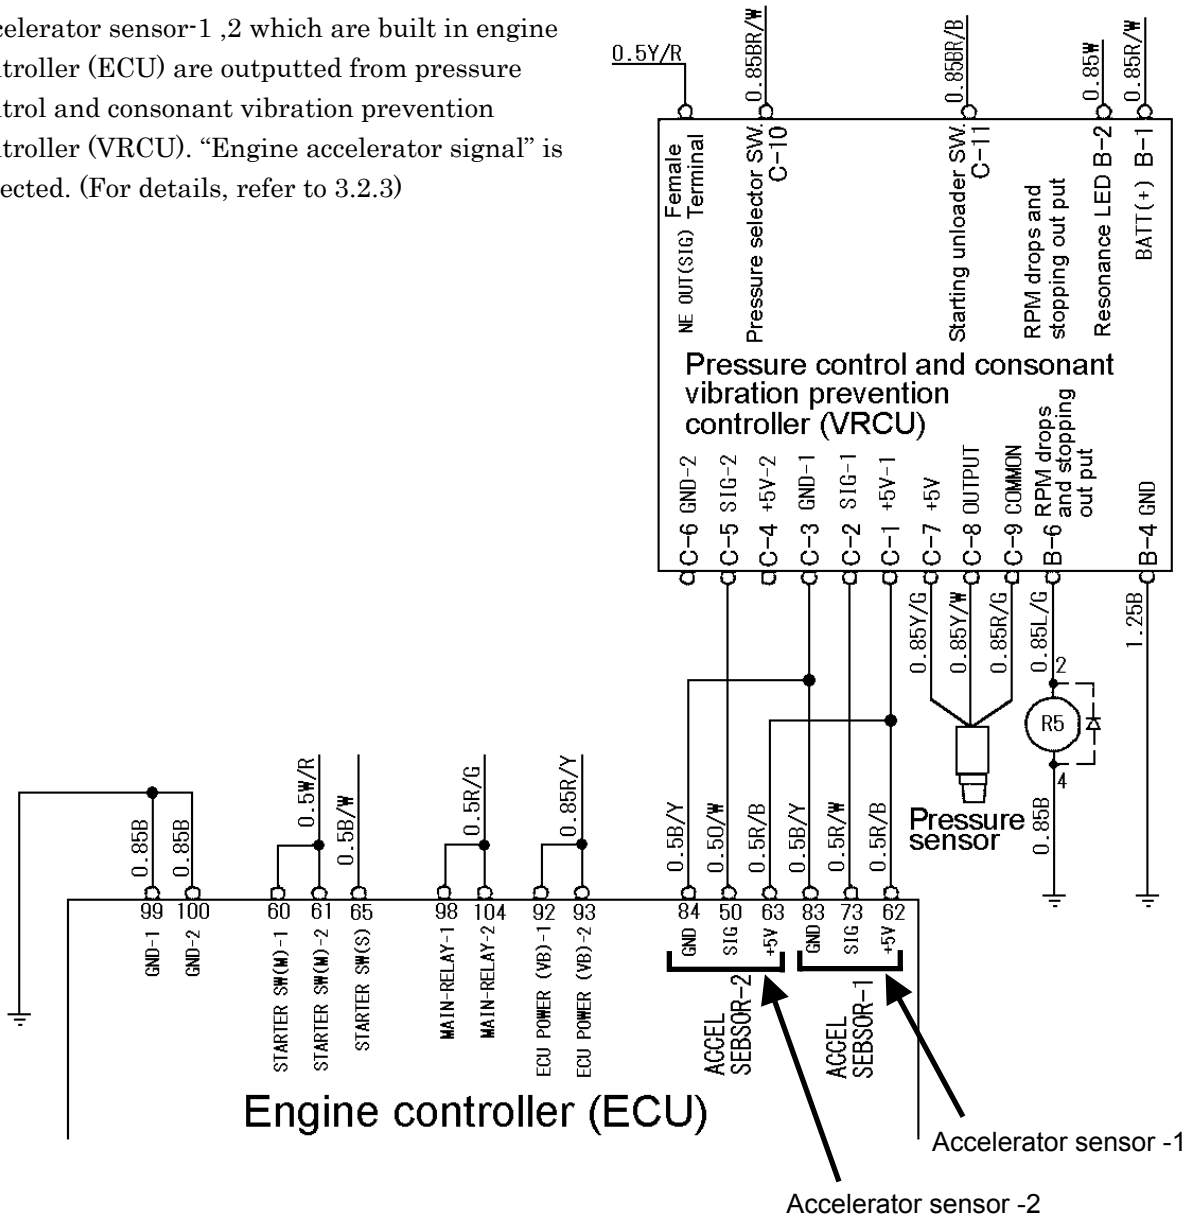 celerator sensor-1 ,2 which are built in engine
ntroller (ECU) are outputted from pressure
ntrol and consonant vibration prevention
ntroller (VRCU). “Engine accelerator signal” is
ected. (For details, refer to 3.2.3)
0.5Y/R
0.85BR/W
0.85BR/B
0.85W
0.85R/W
Female
Terminal
NE OUT(SIG)
Pressure selector SW.
C-10
Starting unloader SW.
C-11
RPM drops and
stopping out put
Resonance LED B-2
BATT(+) B-1
Pressure control and consonant
vibration prevention
controller (VRCU)
C-6 GND-2
C-5 SIG-2
C-4 +5V-2
C-3 GND-1
C-2 SIG-1
C-1 +5V-1
C-7 +5V
C-8 OUTPUT
C-9 COMMON
B-6 RPM drops
and stopping
out put
B-4 GND
0.85Y/G
0.85Y/W
0.85R/G
0.85L/G
1.25B
2
R5
4
0.85B
Pressure
sensor
0.85B
0.85B
0.5W/R
0.5B/W
0.5R/G
0.85R/Y
0.5B/Y
0.5O/W
0.5R/B
0.5B/Y
0.5R/W
0.5R/B
99 100 60 61 65 98 104 92 93 84 50 63 83 73 62
GND-1
GND-2
STARTER SW(M)-1
STARTER SW(M)-2
STARTER SW(S)
MAIN-RELAY-1
MAIN-RELAY-2
ECU POWER (VB)-1
ECU POWER (VB)-2
GND
SIG
+5V
GND
SIG
+5V
ACCEL
SEBSOR-2
ACCEL
SEBSOR-1
Engine controller (ECU)
Accelerator sensor -1
Accelerator sensor -2